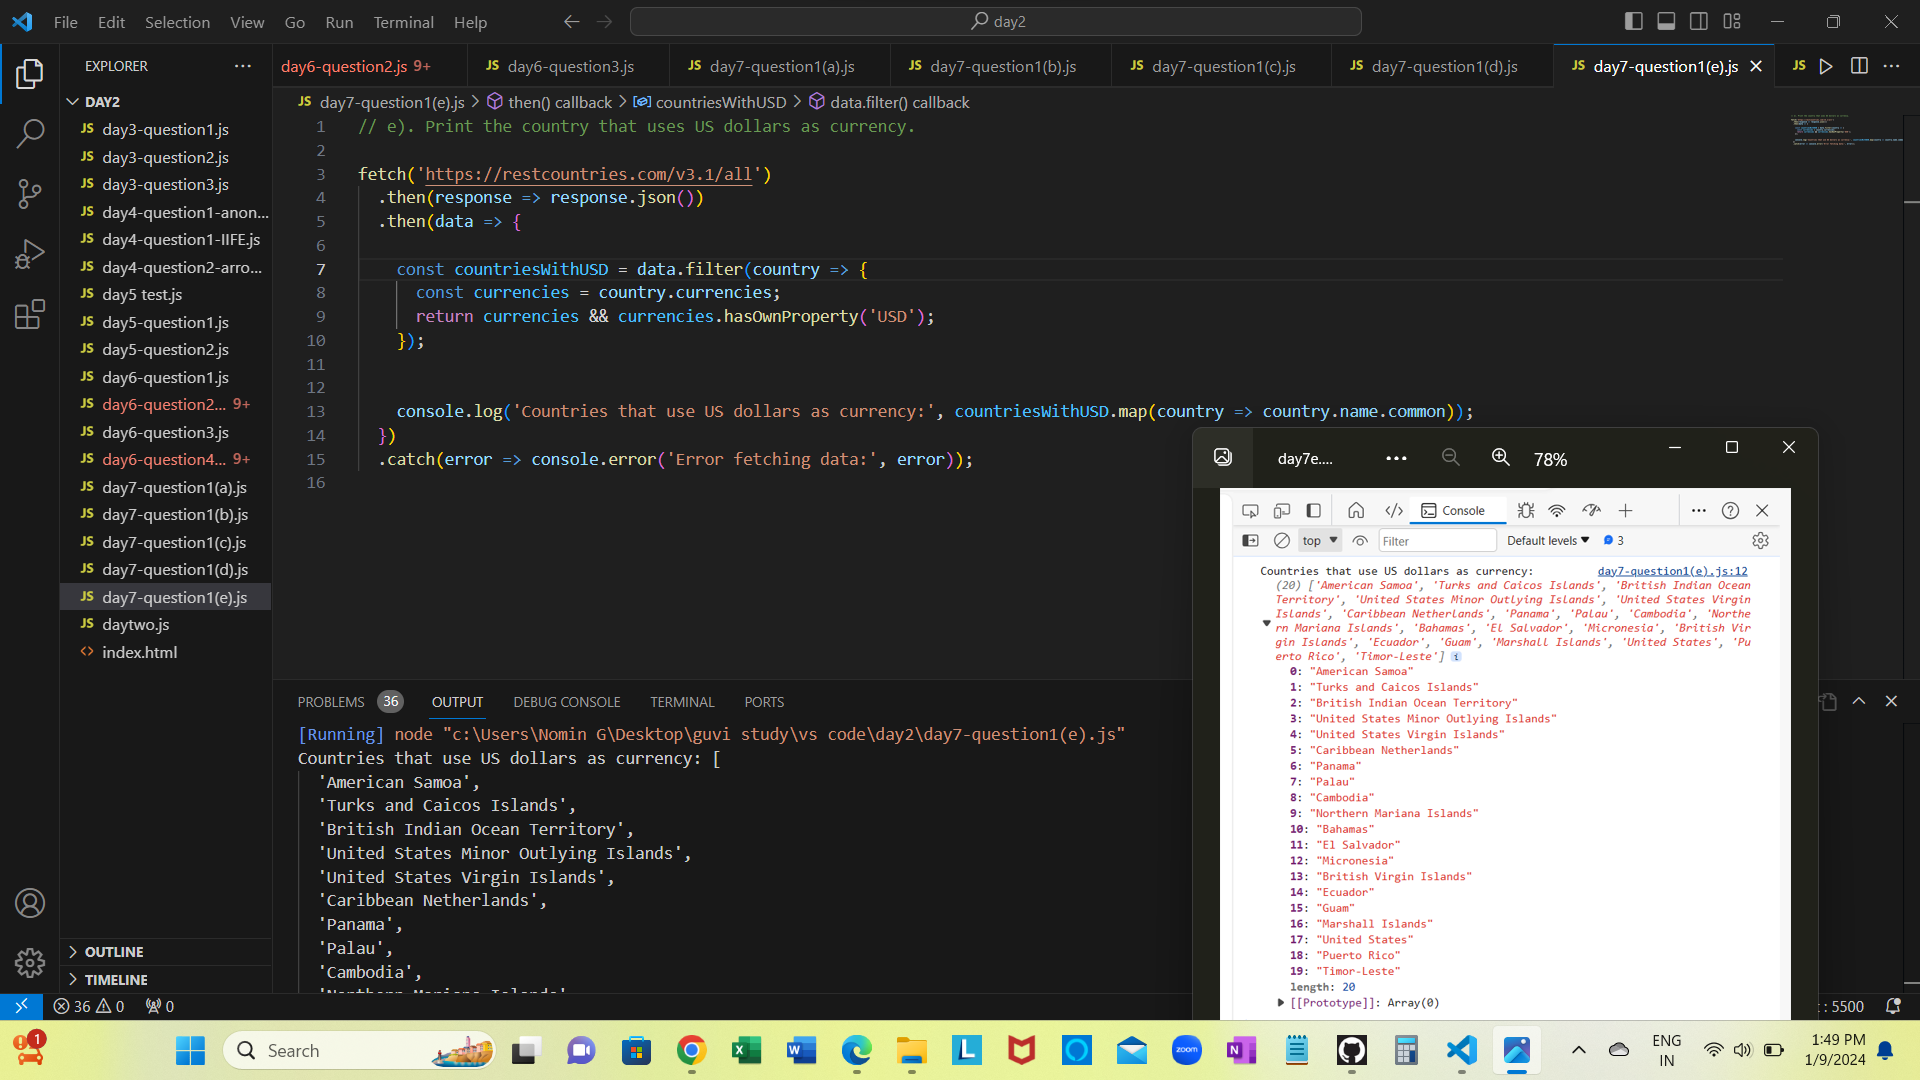 File Edit Selection View Go Run Terminal Help
day2
EXPLORER
DAY2
JS day3-question1.js
JS day3-question2.js
JS day3-question3.js
JS day4-question1-anon...
JS day4-question1-IIFE.js
JS day4-question2-arro...
JS day5 test.js
JS day5-question1.js
JS day5-question2.js
JS day6-question1.js
JS day6-question2... 9+
JS day6-question3.js
JS day6-question4... 9+
JS day7-question1(a).js
JS day7-question1(b).js
JS day7-question1(c).js
JS day7-question1(d).js
JS day7-question1(e).js
JS daytwo.js
<> index.html
OUTLINE
TIMELINE
day6-question2.js 9+ JS day6-question3.js JS day7-question1(a).js JS day7-question1(b).js JS day7-question1(c).js JS day7-question1(d).js JS day7-question1(e).js JS
JS day7-question1(e).js > then() callback > countriesWithUSD > data.filter() callback
1 // e). Print the country that uses US dollars as currency.
2
3 fetch('https://restcountries.com/v3.1/all')
4 .then(response => response.json())
5 .then(data => {
6
7 const countriesWithUSD = data.filter(country => {
8 const currencies = country.currencies;
9 return currencies && currencies.hasOwnProperty('USD');
10 });
11
12
13 console.log('Countries that use US dollars as currency:', countriesWithUSD.map(country => country.name.common));
14 })
15 .catch(error => console.error('Error fetching data:', error));
16
PROBLEMS 36 OUTPUT DEBUG CONSOLE TERMINAL PORTS
[Running] node "c:\Users\Nomin G\Desktop\guvi study\vs code\day2\day7-question1(e).js"
Countries that use US dollars as currency: [
'American Samoa',
'Turks and Caicos Islands',
'British Indian Ocean Territory',
'United States Minor Outlying Islands',
'United States Virgin Islands',
'Caribbean Netherlands',
'Panama',
'Palau',
'Cambodia',
'Northern Mariana Islands'
day7e.... 78%
Console
top Filter Default levels 3
Countries that use US dollars as currency: day7-question1(e).js:12
(20) ['American Samoa', 'Turks and Caicos Islands', 'British Indian Ocean
Territory', 'United States Minor Outlying Islands', 'United States Virgin
Islands', 'Caribbean Netherlands', 'Panama', 'Palau', 'Cambodia', 'Northe
rn Mariana Islands', 'Bahamas', 'El Salvador', 'Micronesia', 'British Vir
gin Islands', 'Ecuador', 'Guam', 'Marshall Islands', 'United States', 'Pu
erto Rico', 'Timor-Leste'] i
0: "American Samoa"
1: "Turks and Caicos Islands"
2: "British Indian Ocean Territory"
3: "United States Minor Outlying Islands"
4: "United States Virgin Islands"
5: "Caribbean Netherlands"
6: "Panama"
7: "Palau"
8: "Cambodia"
9: "Northern Mariana Islands"
10: "Bahamas"
11: "El Salvador"
12: "Micronesia"
13: "British Virgin Islands"
14: "Ecuador"
15: "Guam"
16: "Marshall Islands"
17: "United States"
18: "Puerto Rico"
19: "Timor-Leste"
length: 20
[[Prototype]]: Array(0)
36 0 0 : 5500
1 Search zoom ENG
IN
1:49 PM
1/9/2024